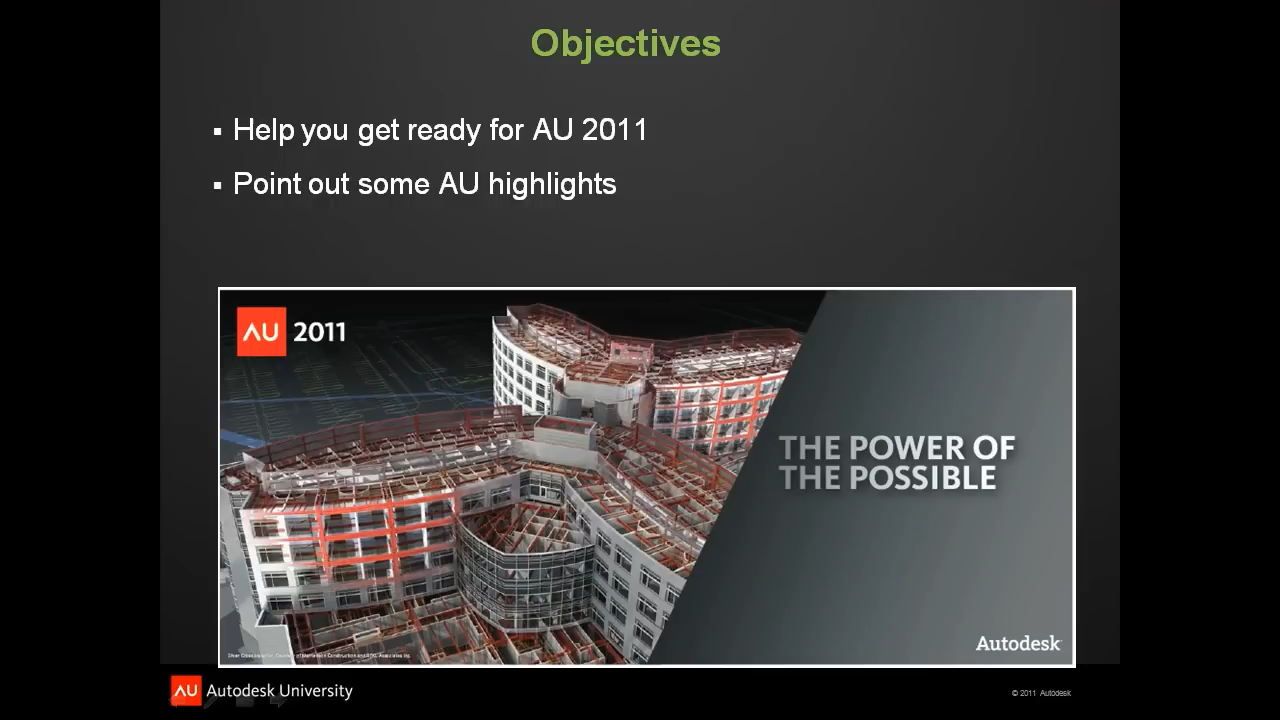 Objectives
▪ Help you get ready for AU 2011
▪ Point out some AU highlights
AU 2011
THE POWER OF
THE POSSIBLE
Autodesk
AU Autodesk University
© 2011 Autodesk